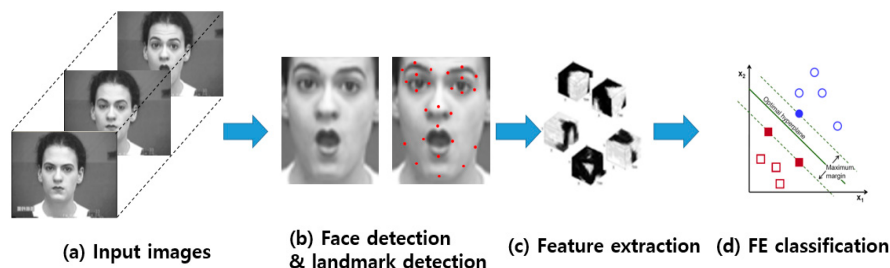 x₂
Optimal hyperplane
Maximum
margin
x₁
(a) Input images
(b) Face detection
& landmark detection
(c) Feature extraction
(d) FE classification